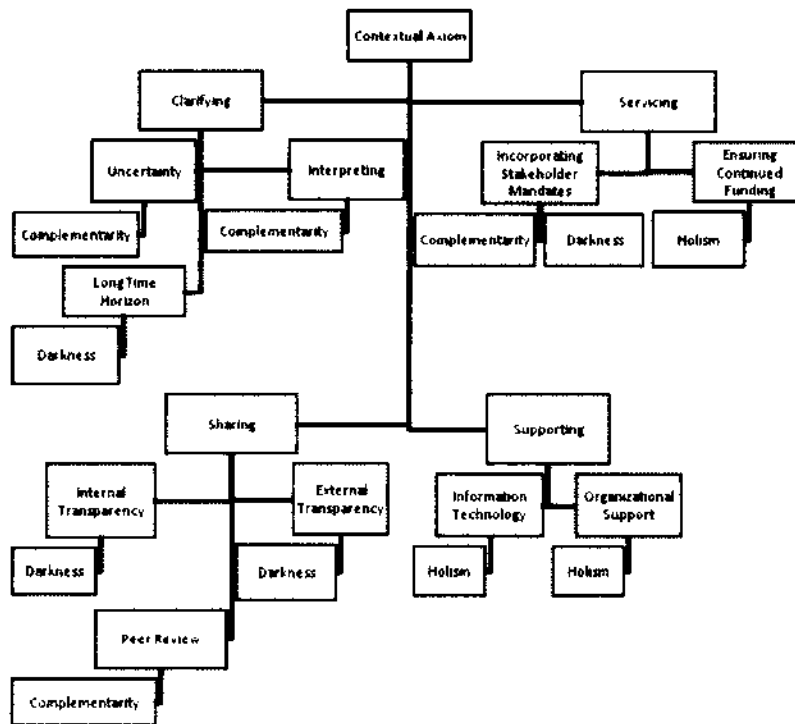 Contextual Axiom
Clarifying
Servicing
Uncertainty
Interpreting
Incorporating
Stakeholder
Mandates
Ensuring
Continued
Funding
Complementarity
Complementarity
Complementarity
Darkness
Holism
Long Time
Horizon
Darkness
Sharing
Supporting
Internal
Transparency
External
Transparency
Information
Technology
Organizational
Support
Darkness
Darkness
Holism
Holism
Peer Review
Complementarity